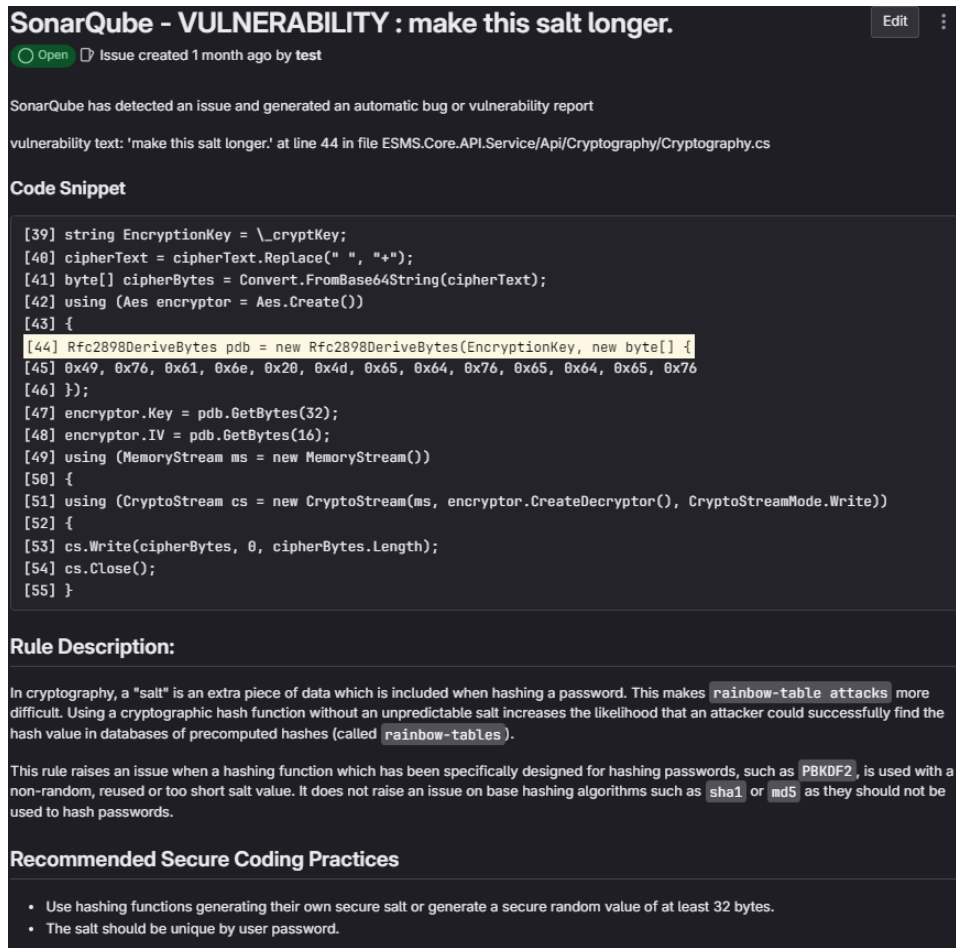 SonarQube - VULNERABILITY : make this salt longer.
Edit
Open Issue created 1 month ago by test
SonarQube has detected an issue and generated an automatic bug or vulnerability report
vulnerability text: 'make this salt longer.' at line 44 in file ESMS.Core.API.Service/Api/Cryptography/Cryptography.cs
Code Snippet
[39] string EncryptionKey = \_cryptKey;
[40] cipherText = cipherText.Replace(" ", "+");
[41] byte[] cipherBytes = Convert.FromBase64String(cipherText);
[42] using (Aes encryptor = Aes.Create())
[43] {
[44] Rfc2898DeriveBytes pdb = new Rfc2898DeriveBytes(EncryptionKey, new byte[] {
[45] 0x49, 0x76, 0x61, 0x6e, 0x20, 0x4d, 0x65, 0x64, 0x76, 0x65, 0x64, 0x65, 0x76
[46] });
[47] encryptor.Key = pdb.GetBytes(32);
[48] encryptor.IV = pdb.GetBytes(16);
[49] using (MemoryStream ms = new MemoryStream())
[50] {
[51] using (CryptoStream cs = new CryptoStream(ms, encryptor.CreateDecryptor(), CryptoStreamMode.Write))
[52] {
[53] cs.Write(cipherBytes, 0, cipherBytes.Length);
[54] cs.Close();
[55] }
Rule Description:
In cryptography, a "salt" is an extra piece of data which is included when hashing a password. This makes rainbow-table attacks more
difficult. Using a cryptographic hash function without an unpredictable salt increases the likelihood that an attacker could successfully find the
hash value in databases of precomputed hashes (called rainbow-tables).
This rule raises an issue when a hashing function which has been specifically designed for hashing passwords, such as PBKDF2, is used with a
non-random, reused or too short salt value. It does not raise an issue on base hashing algorithms such as sha1 or md5 as they should not be
used to hash passwords.
Recommended Secure Coding Practices
• Use hashing functions generating their own secure salt or generate a secure random value of at least 32 bytes.
• The salt should be unique by user password.